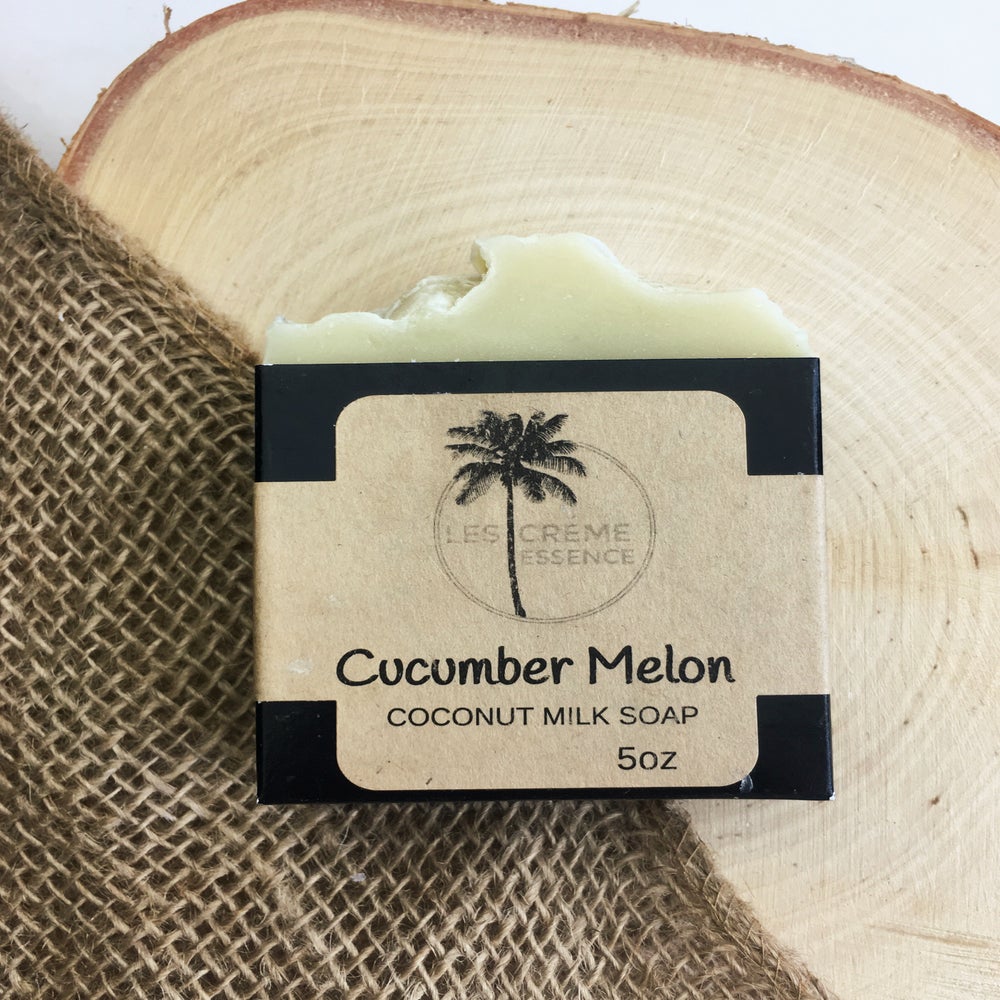 LES CRÈME
ESSENCE
Cucumber Melon
COCONUT MILK SOAP
5oz